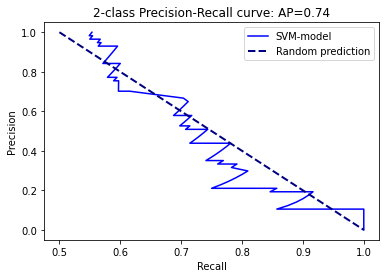 2-class Precision-Recall curve: AP=0.74
SVM-model
Random prediction
1.0
0.8
0.6
0.4
0.2
0.0
Precision
0.5
0.6
0.7
0.8
0.9
1.0
Recall